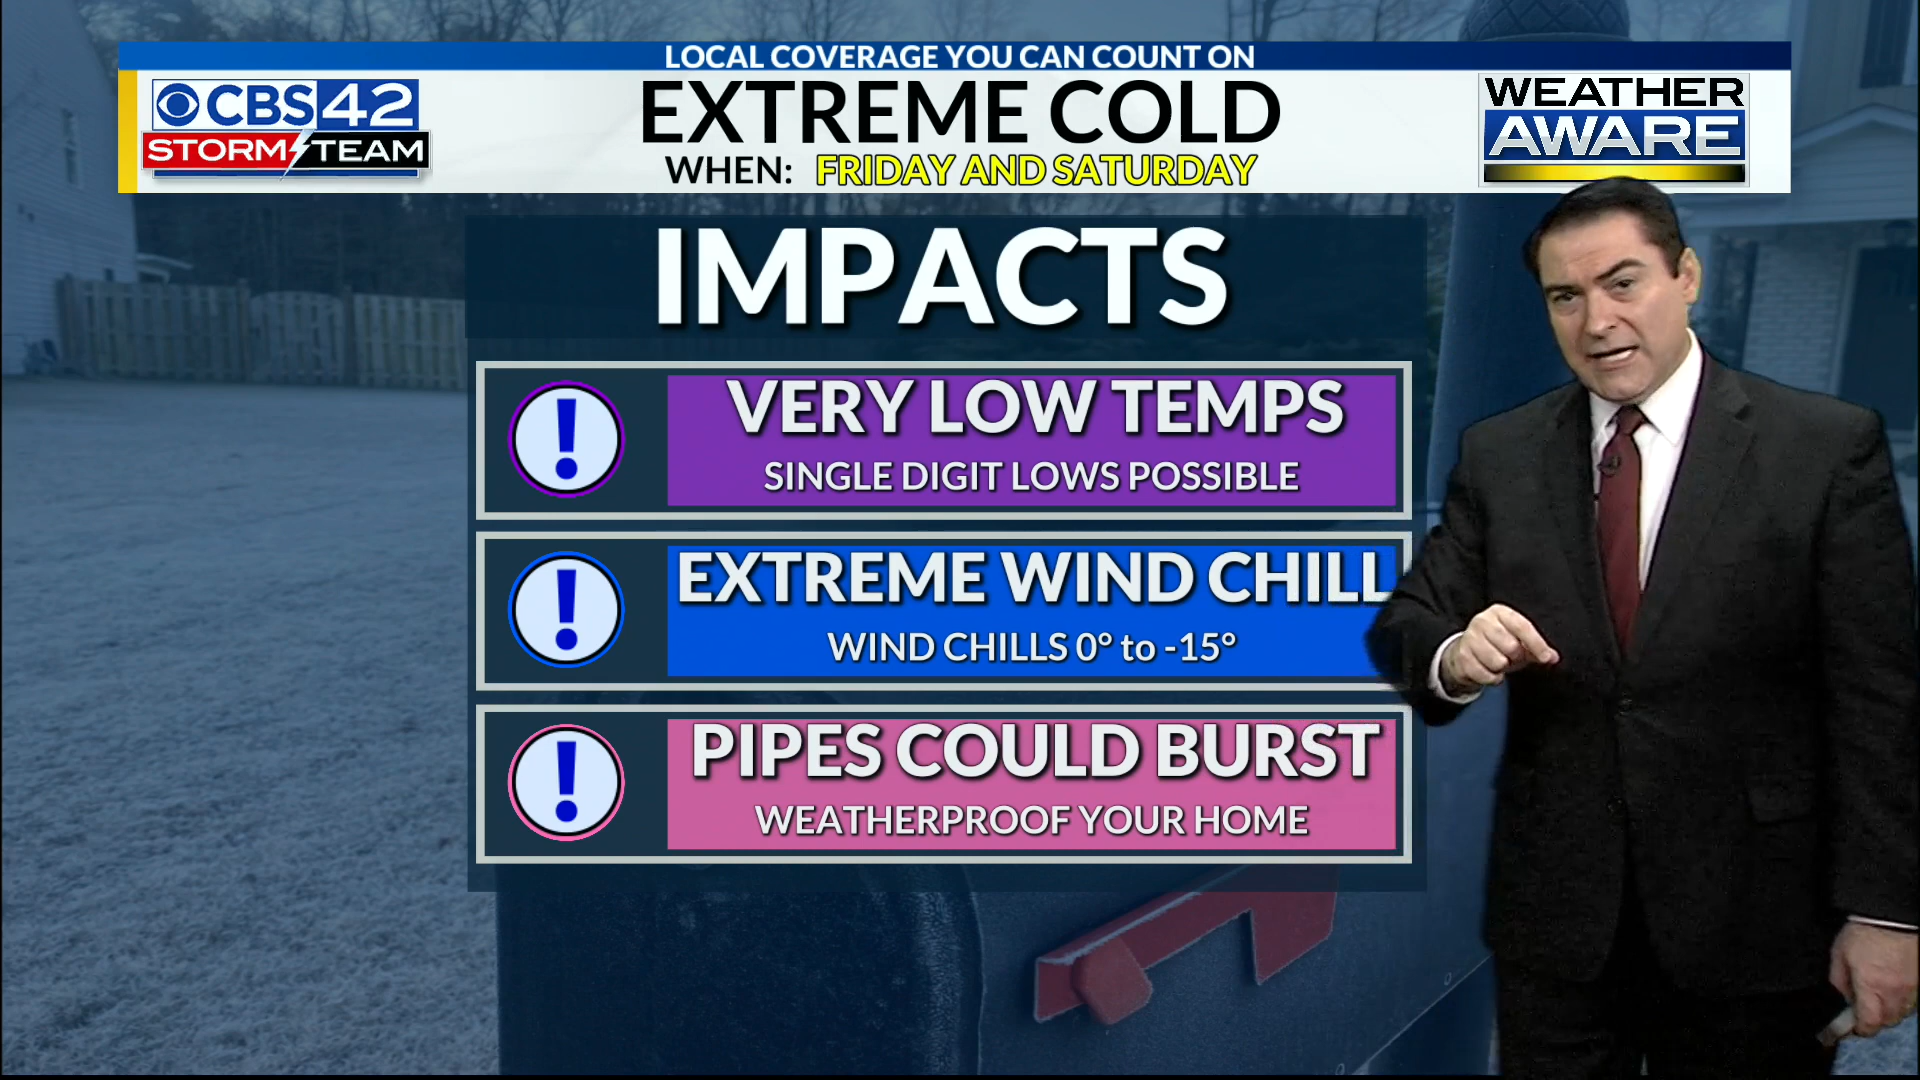 LOCAL COVERAGE YOU CAN COUNT ON
CBS 42
STORM TEAM
EXTREME COLD
WHEN: FRIDAY AND SATURDAY
WEATHER
AWARE
IMPACTS
! VERY LOW TEMPS
SINGLE DIGIT LOWS POSSIBLE
! EXTREME WIND CHILL
WIND CHILLS 0° to -15°
! PIPES COULD BURST
WEATHERPROOF YOUR HOME